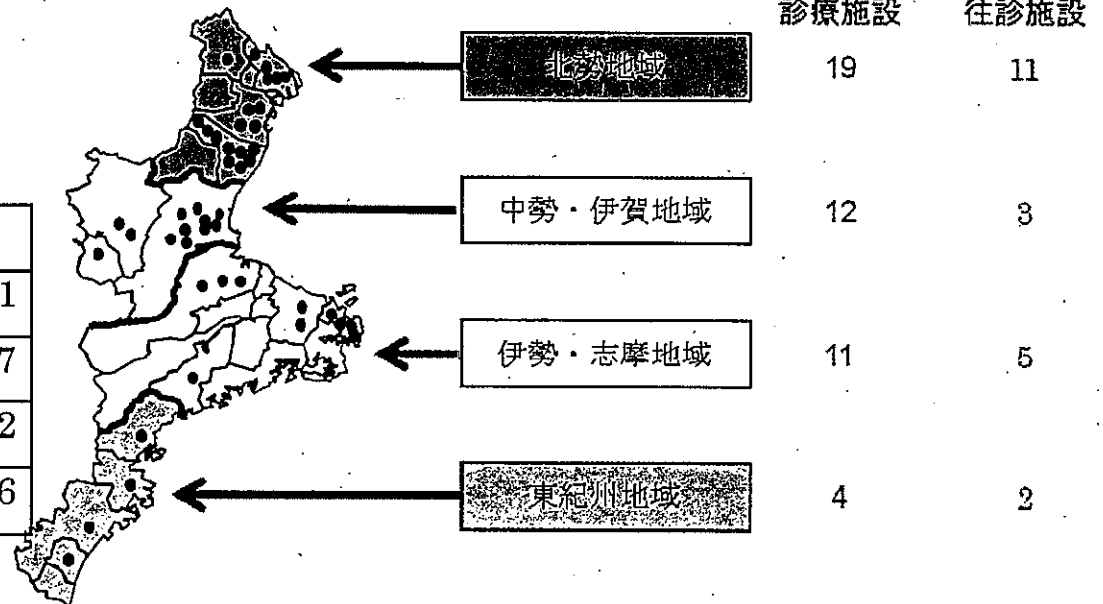 診療施設 往診施設
北勢地域 19 11
中勢・伊賀地域 12 3
1
伊勢・志摩地域 11 5
7
2
東紀州地域 4 2
6